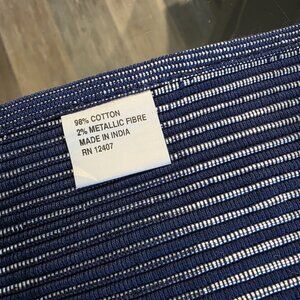 98% COTTON
2% METALLIC FIBRE
MADE IN INDIA
RN 12407